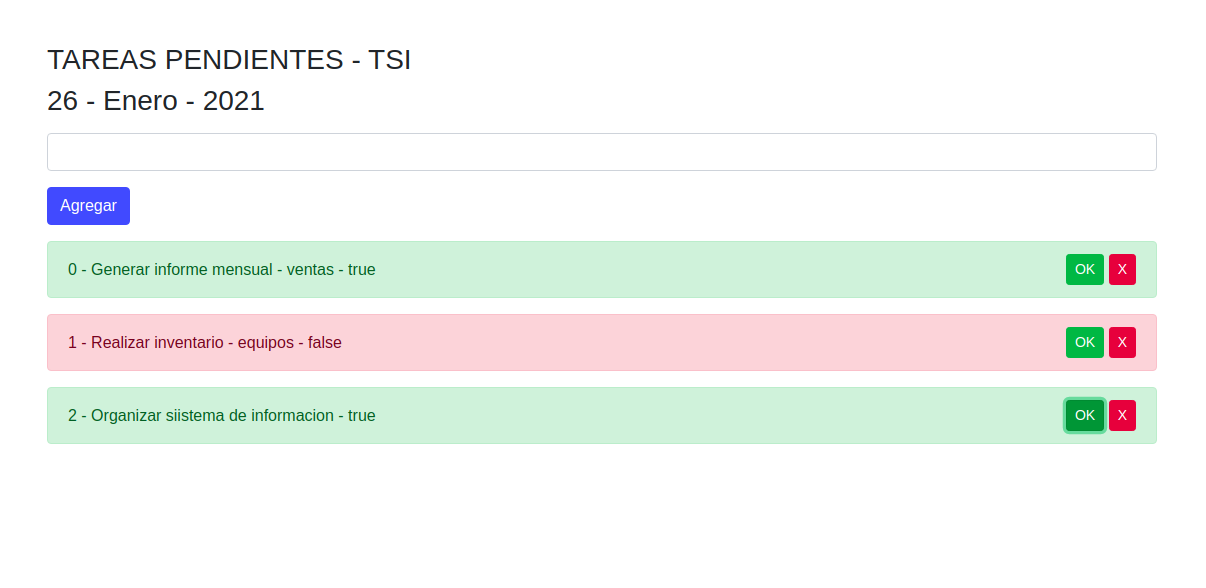 TAREAS PENDIENTES - TSI
26 - Enero - 2021
Agregar
0 - Generar informe mensual - ventas - true OK X
1 - Realizar inventario - equipos - false OK X
2 - Organizar siistema de informacion - true OK X